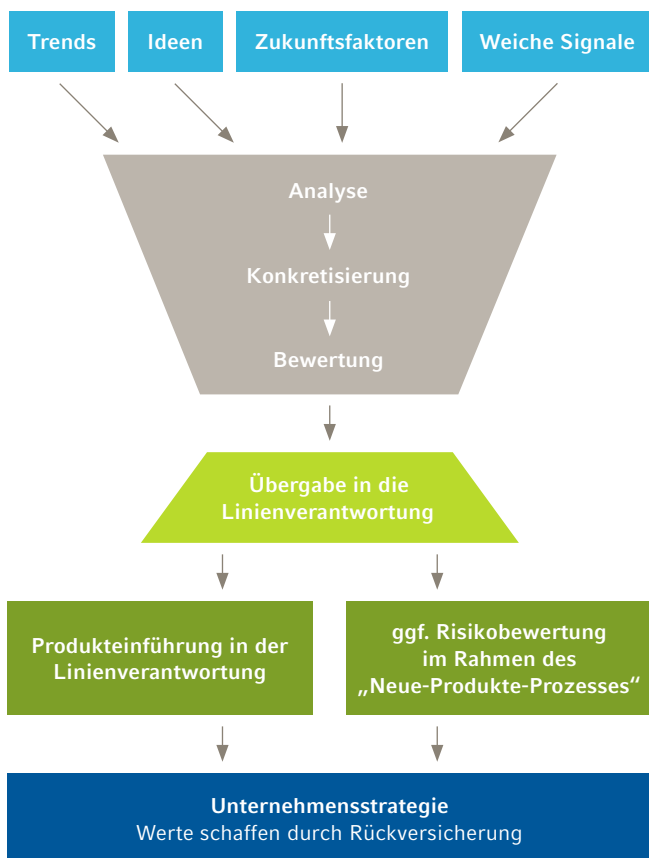 Trends
Ideen
Zukunftsfaktoren
Weiche Signale
Analyse
Konkretisierung
Bewertung
Übergabe in die
Linienverantwortung
Produkteinführung in der
Linienverantwortung
ggf. Risikobewertung
im Rahmen des
„Neue-Produkte-Prozesses“
Unternehmensstrategie
Werte schaffen durch Rückversicherung